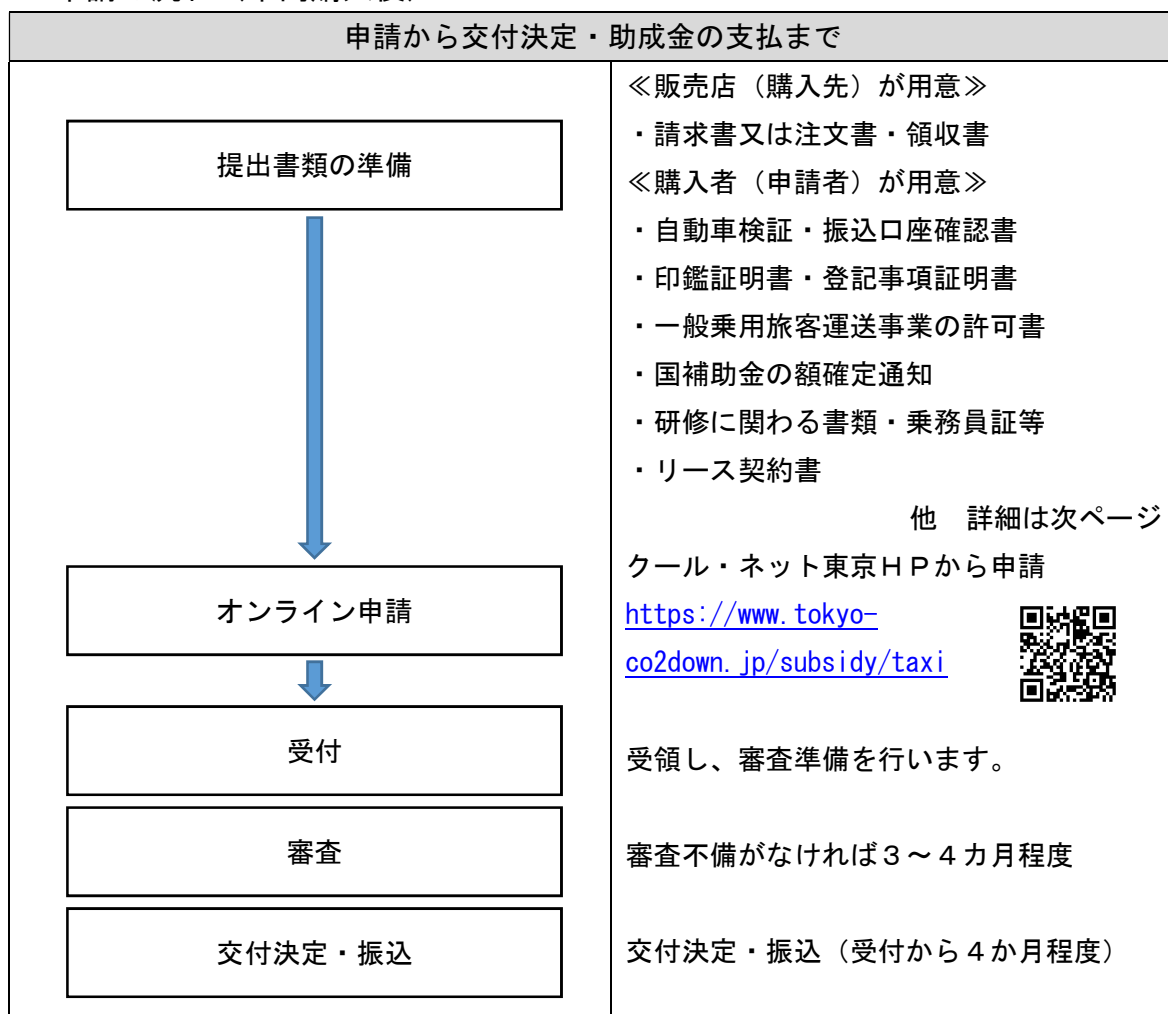 申請から交付決定・助成金の支払まで
提出書類の準備
≪販売店（購入先）が用意≫
・請求書又は注文書・領収書
≪購入者（申請者）が用意≫
・自動車検証・振込口座確認書
・印鑑証明書・登記事項証明書
・一般乗用旅客運送事業の許可書
・国補助金の額確定通知
・研修に関わる書類・乗務員証等
・リース契約書
他　詳細は次ページ
オンライン申請
クール・ネット東京ＨＰから申請
https://www.tokyo-
co2down.jp/subsidy/taxi
受付
受領し、審査準備を行います。
審査
審査不備がなければ３～４カ月程度
交付決定・振込
交付決定・振込（受付から４か月程度）